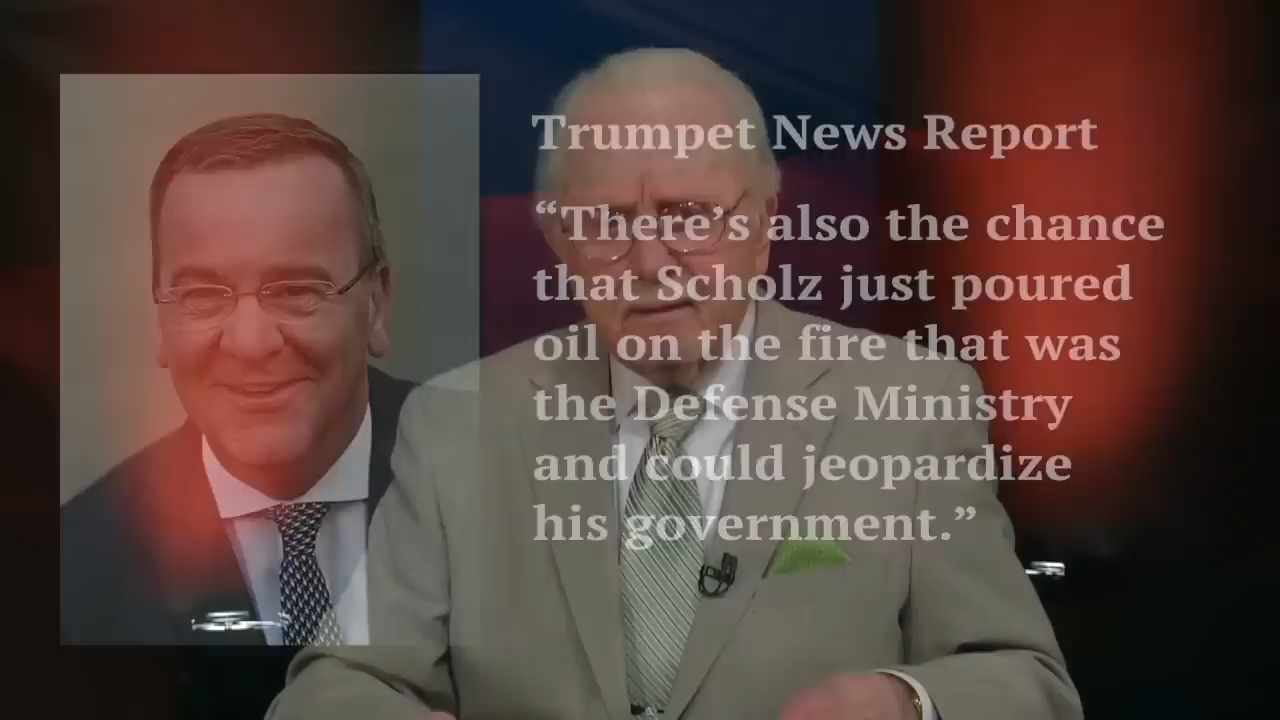 Trumpet News Report
“There’s also the chance
that Scholz just poured
oil on the fire that was
the Defense Ministry
and could jeopardize
his government.”